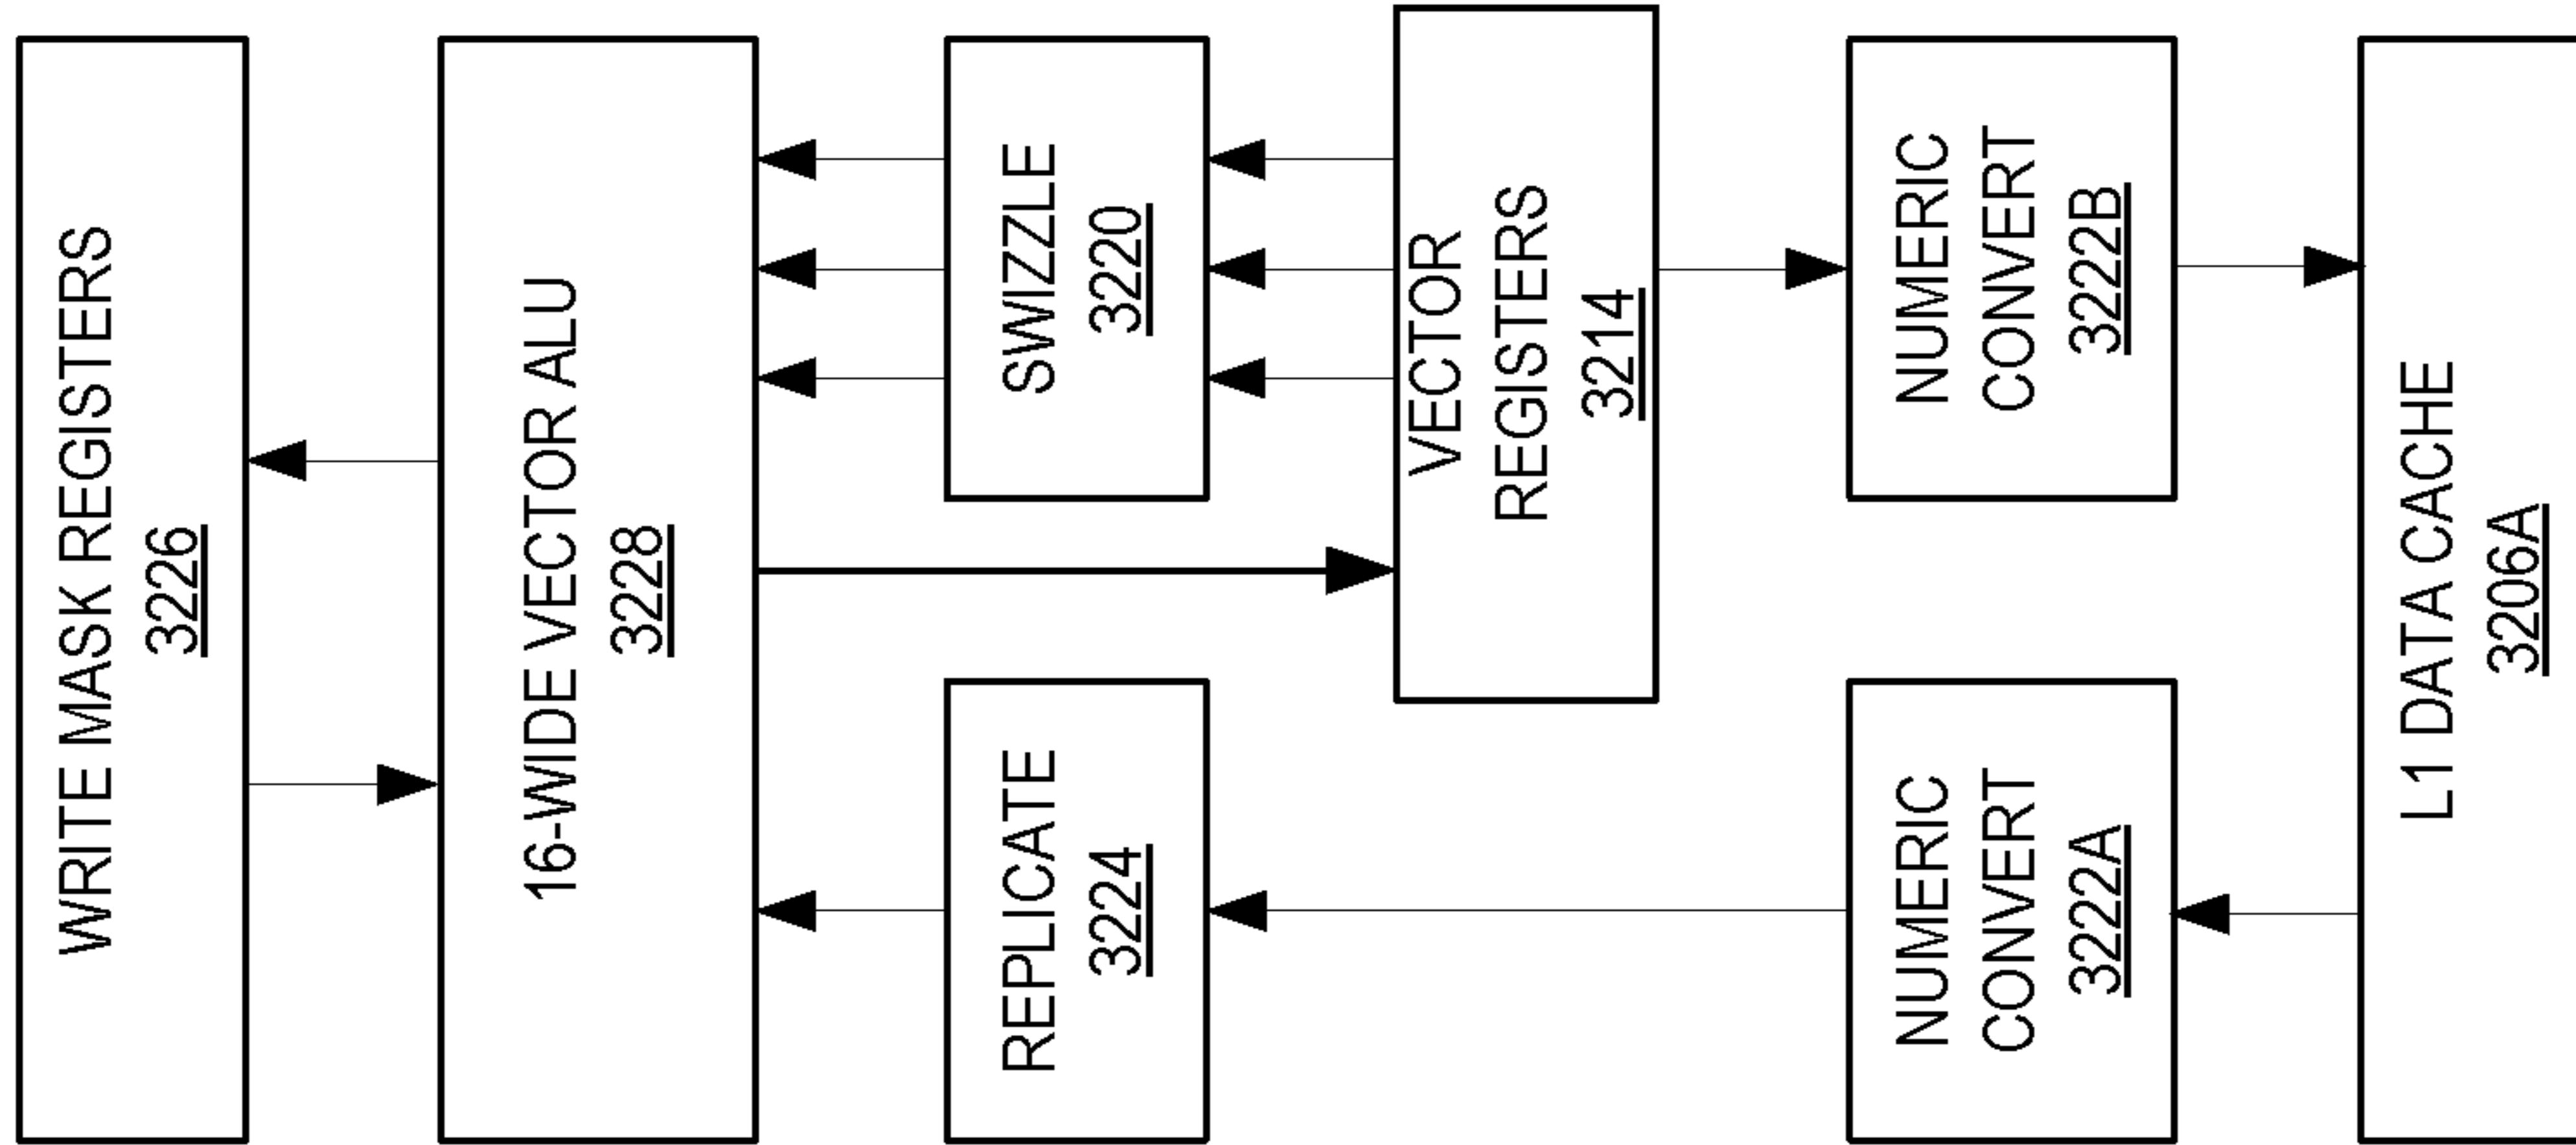 WRITE MASK REGISTERS
3226
16-WIDE VECTOR ALU
3228
REPLICATE
3224
SWIZZLE
3220
VECTOR
REGISTERS
3214
NUMERIC
CONVERT
3222A
NUMERIC
CONVERT
3222B
L1 DATA CACHE
3206A